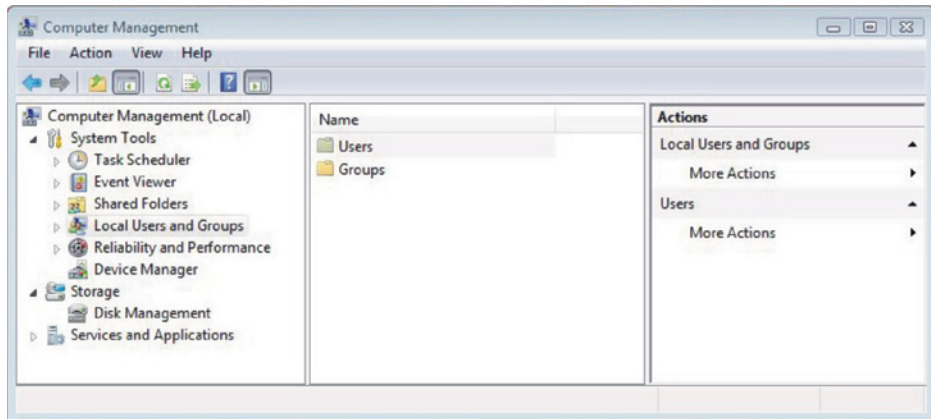 Computer Management
File Action View Help
Computer Management (Local)
System Tools
Task Scheduler
Event Viewer
Shared Folders
Local Users and Groups
Reliability and Performance
Device Manager
Storage
Disk Management
Services and Applications
Name
Users
Groups
Actions
Local Users and Groups
More Actions
Users
More Actions